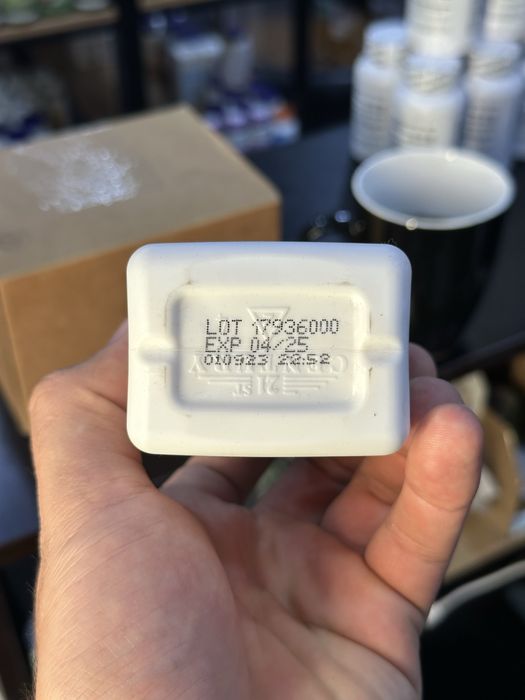 LOT 17936000
EXP 04/25
010923 22:52
CENTURY
21ST